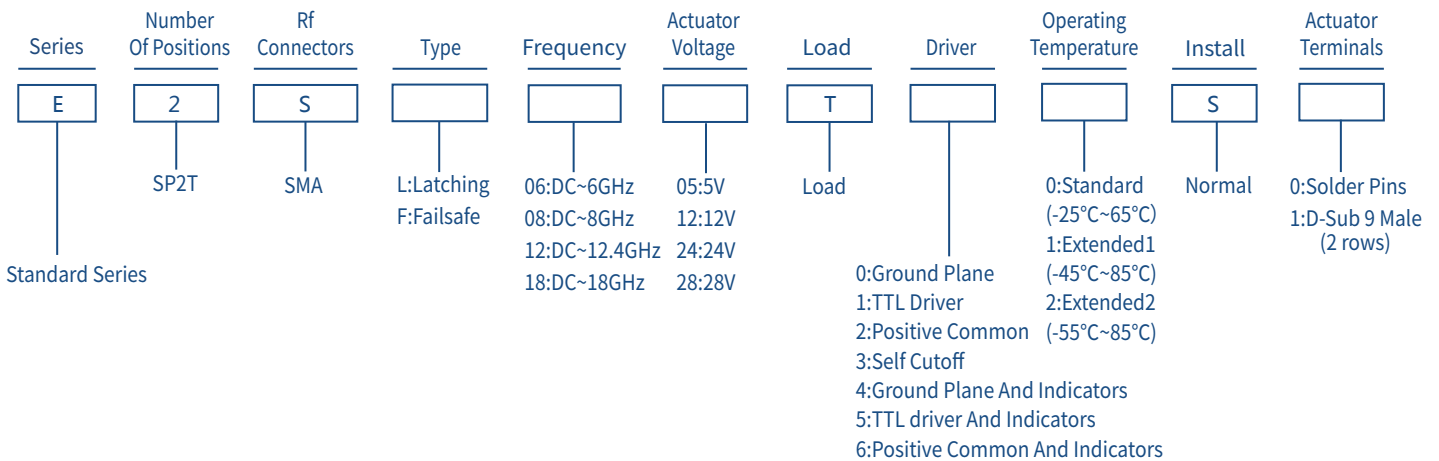 Series
Number
Of Positions
Rf
Connectors
Type
Frequency
Actuator
Voltage
Load
Driver
Operating
Temperature
Install
Actuator
Terminals
E
2
S
T
S
Standard Series
SP2T
SMA
L:Latching
F:Failsafe
06:DC~6GHz
08:DC~8GHz
12:DC~12.4GHz
18:DC~18GHz
05:5V
12:12V
24:24V
28:28V
Load
0:Ground Plane
1:TTL Driver
2:Positive Common
3:Self Cutoff
4:Ground Plane And Indicators
5:TTL driver And Indicators
6:Positive Common And Indicators
0:Standard
(-25°C~65°C)
1:Extended1
(-45°C~85°C)
2:Extended2
(-55°C~85°C)
Normal
0:Solder Pins
1:D-Sub 9 Male
(2 rows)